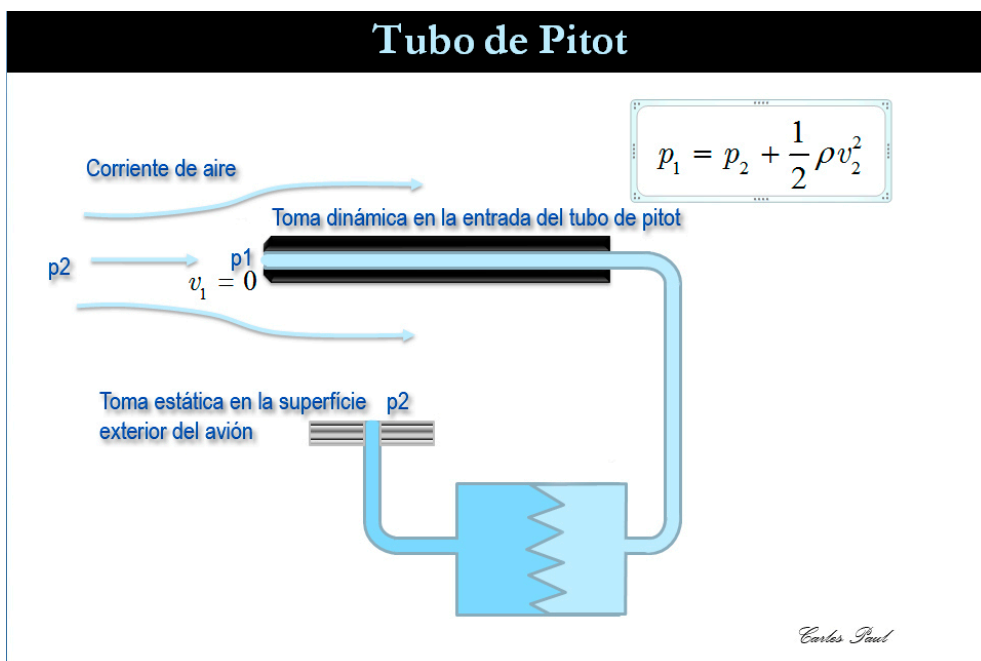 Tubo de Pitot
p₁ = p₂ + 1/2 ρv₂²
Corriente de aire
Toma dinámica en la entrada del tubo de pitot
p2
p1
v₁ = 0
Toma estática en la superfície p2
exterior del avión
Carles Paul